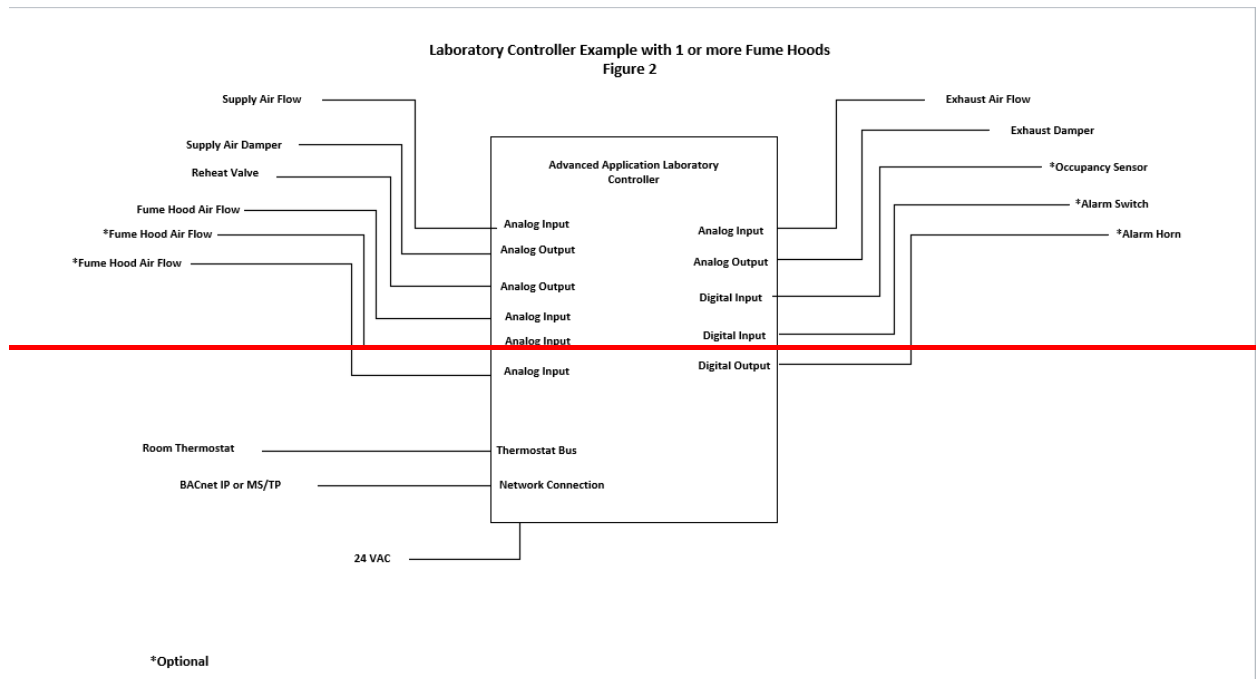 Laboratory Controller Example with 1 or more Fume Hoods
Figure 2
Supply Air Flow
Supply Air Damper
Reheat Valve
Fume Hood Air Flow
*Fume Hood Air Flow
*Fume Hood Air Flow
Room Thermostat
BACnet IP or MS/TP
24 VAC
Advanced Application Laboratory
Controller
Analog Input
Analog Output
Analog Output
Analog Input
Analog Input
Analog Input
Thermostat Bus
Network Connection
Analog Input
Analog Output
Digital Input
Digital Input
Digital Output
Exhaust Air Flow
Exhaust Damper
*Occupancy Sensor
*Alarm Switch
*Alarm Horn
*Optional